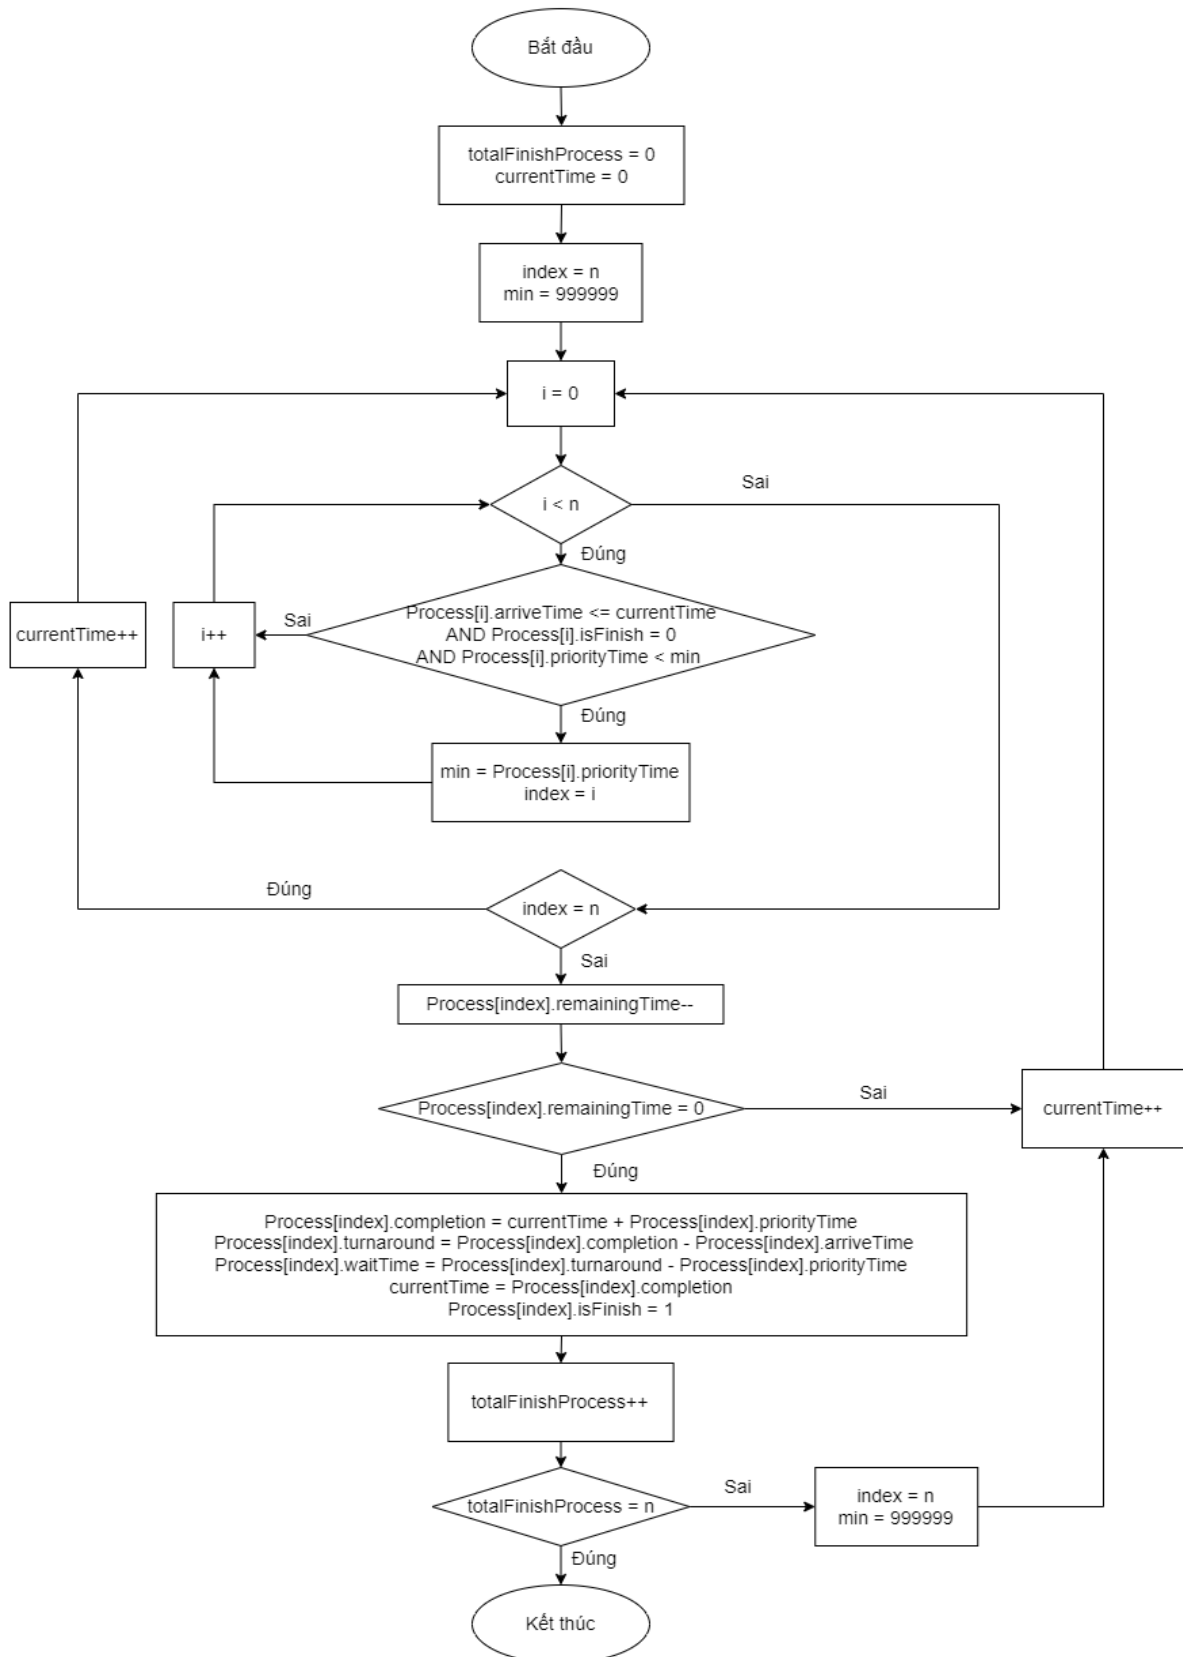 Bắt đầu
totalFinishProcess = 0
currentTime = 0
index = n
min = 999999
i = 0
i < n
Sai
Đúng
Process[i].arriveTime <= currentTime
AND Process[i].isFinish = 0
AND Process[i].priorityTime < min
Sai
i++
currentTime++
Đúng
min = Process[i].priorityTime
index = i
Đúng
index = n
Sai
Process[index].remainingTime--
Process[index].remainingTime = 0
Sai
currentTime++
Đúng
Process[index].completion = currentTime + Process[index].priorityTime
Process[index].turnaround = Process[index].completion - Process[index].arriveTime
Process[index].waitTime = Process[index].turnaround - Process[index].priorityTime
currentTime = Process[index].completion
Process[index].isFinish = 1
totalFinishProcess++
totalFinishProcess = n
Sai
index = n
min = 999999
Đúng
Kết thúc